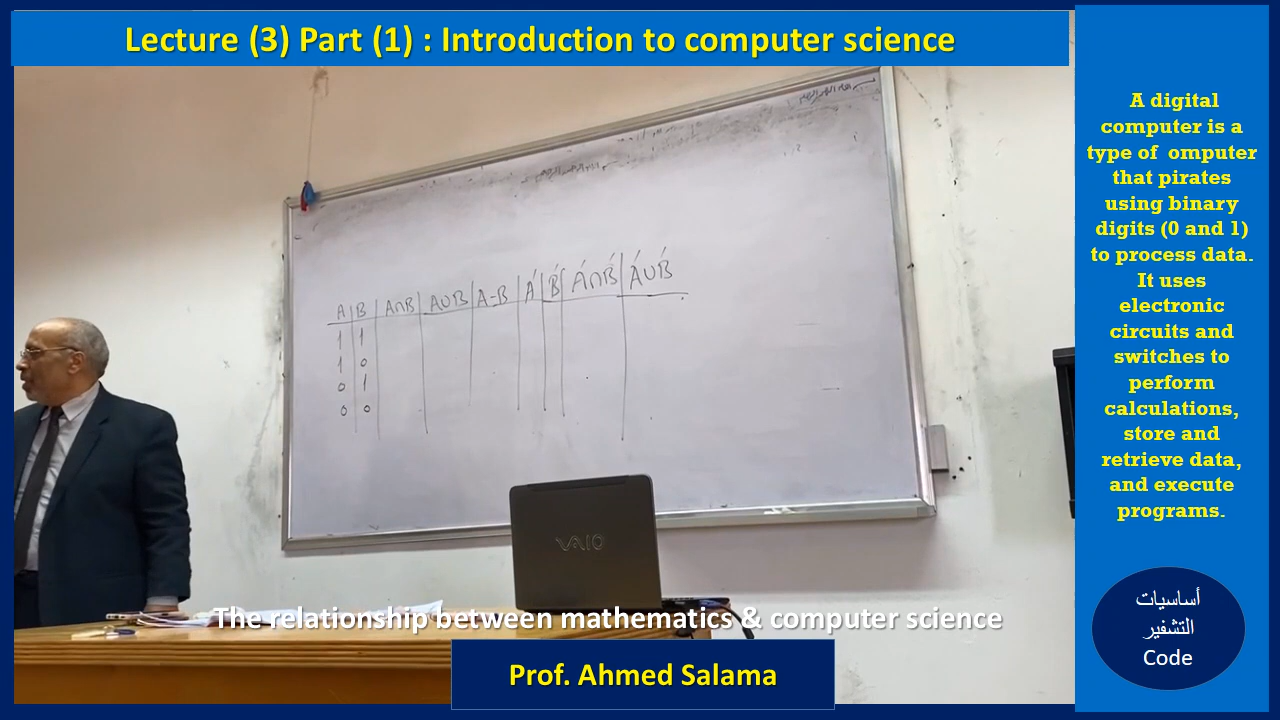 Lecture (3) Part (1) : Introduction to computer science
A digital
computer is a
type of omputer
that pirates
using binary
digits (0 and 1)
to process data.
It uses
electronic
circuits and
switches to
perform
calculations,
store and
retrieve data,
and execute
programs.
A B A∩B A∪B A-B A′ B′ A′∩B′ A′∪B′
1 1
1 0
0 1
0 0
VAIO
The relationship between mathematics & computer science
Prof. Ahmed Salama
أساسيات
التشفير
Code